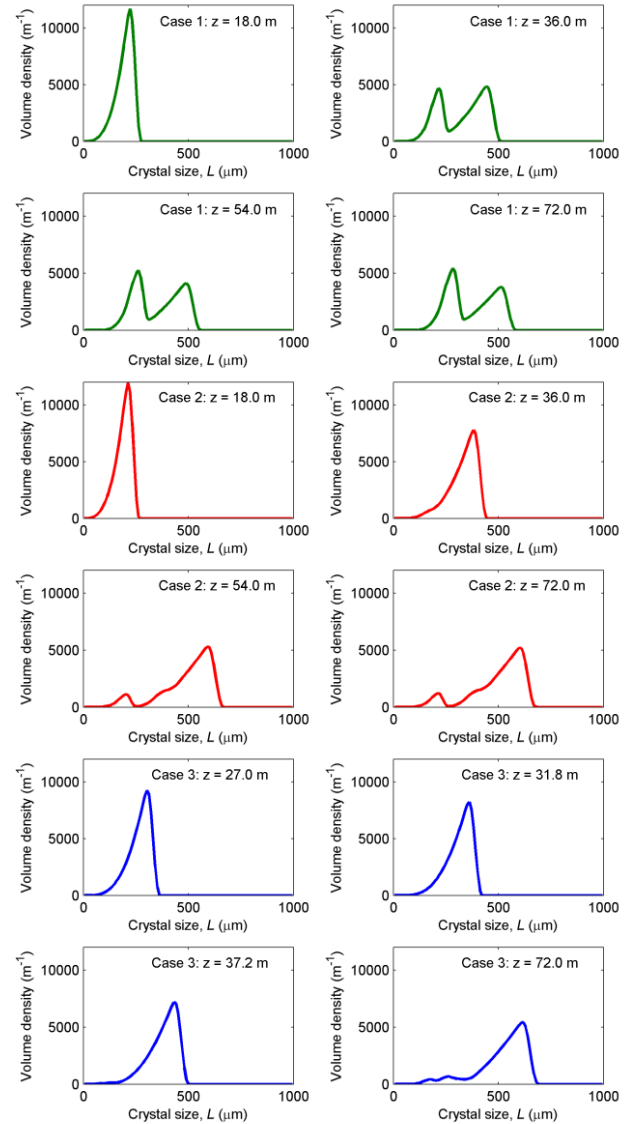 Case 1: z = 18.0 m
Volume density (m⁻¹)
10000
5000
0
0 500 1000
Crystal size, L (μm)
Case 1: z = 36.0 m
Volume density (m⁻¹)
10000
5000
0
0 500 1000
Crystal size, L (μm)
Case 1: z = 54.0 m
Volume density (m⁻¹)
10000
5000
0
0 500 1000
Crystal size, L (μm)
Case 1: z = 72.0 m
Volume density (m⁻¹)
10000
5000
0
0 500 1000
Crystal size, L (μm)
Case 2: z = 18.0 m
Volume density (m⁻¹)
10000
5000
0
0 500 1000
Crystal size, L (μm)
Case 2: z = 36.0 m
Volume density (m⁻¹)
10000
5000
0
0 500 1000
Crystal size, L (μm)
Case 2: z = 54.0 m
Volume density (m⁻¹)
10000
5000
0
0 500 1000
Crystal size, L (μm)
Case 2: z = 72.0 m
Volume density (m⁻¹)
10000
5000
0
0 500 1000
Crystal size, L (μm)
Case 3: z = 27.0 m
Volume density (m⁻¹)
10000
5000
0
0 500 1000
Crystal size, L (μm)
Case 3: z = 31.8 m
Volume density (m⁻¹)
10000
5000
0
0 500 1000
Crystal size, L (μm)
Case 3: z = 37.2 m
Volume density (m⁻¹)
10000
5000
0
0 500 1000
Crystal size, L (μm)
Case 3: z = 72.0 m
Volume density (m⁻¹)
10000
5000
0
0 500 1000
Crystal size, L (μm)